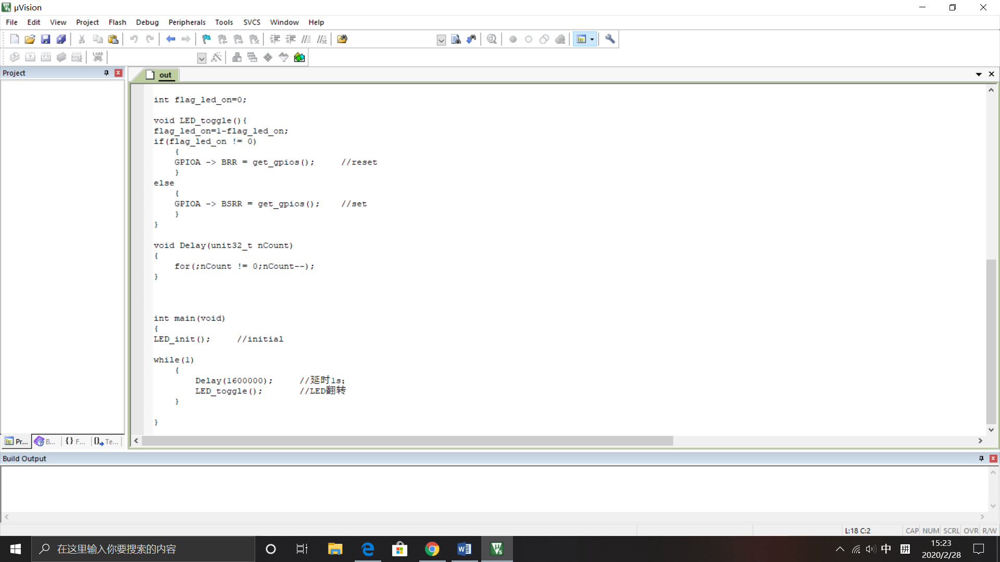 µVision
File Edit View Project Flash Debug Peripherals Tools SVCS Window Help
LOAD
Project
out
int flag_led_on=0;
void LED_toggle(){
flag_led_on=1-flag_led_on;
if(flag_led_on != 0)
{
GPIOA -> BRR = get_gpios(); //reset
}
else
{
GPIOA -> BSRR = get_gpios(); //set
}
}
void Delay(unit32_t nCount)
{
for(;nCount != 0;nCount--);
}
int main(void)
{
LED_init(); //initial
while(1)
{
Delay(1600000); //延时1s;
LED_toggle(); //LED翻转
}
}
Pr... B... {} F... Te...
Build Output
L:18 C:2 CAP NUM SCRL OVR R/W
在这里输入你要搜索的内容
中 拼
15:23
2020/2/28